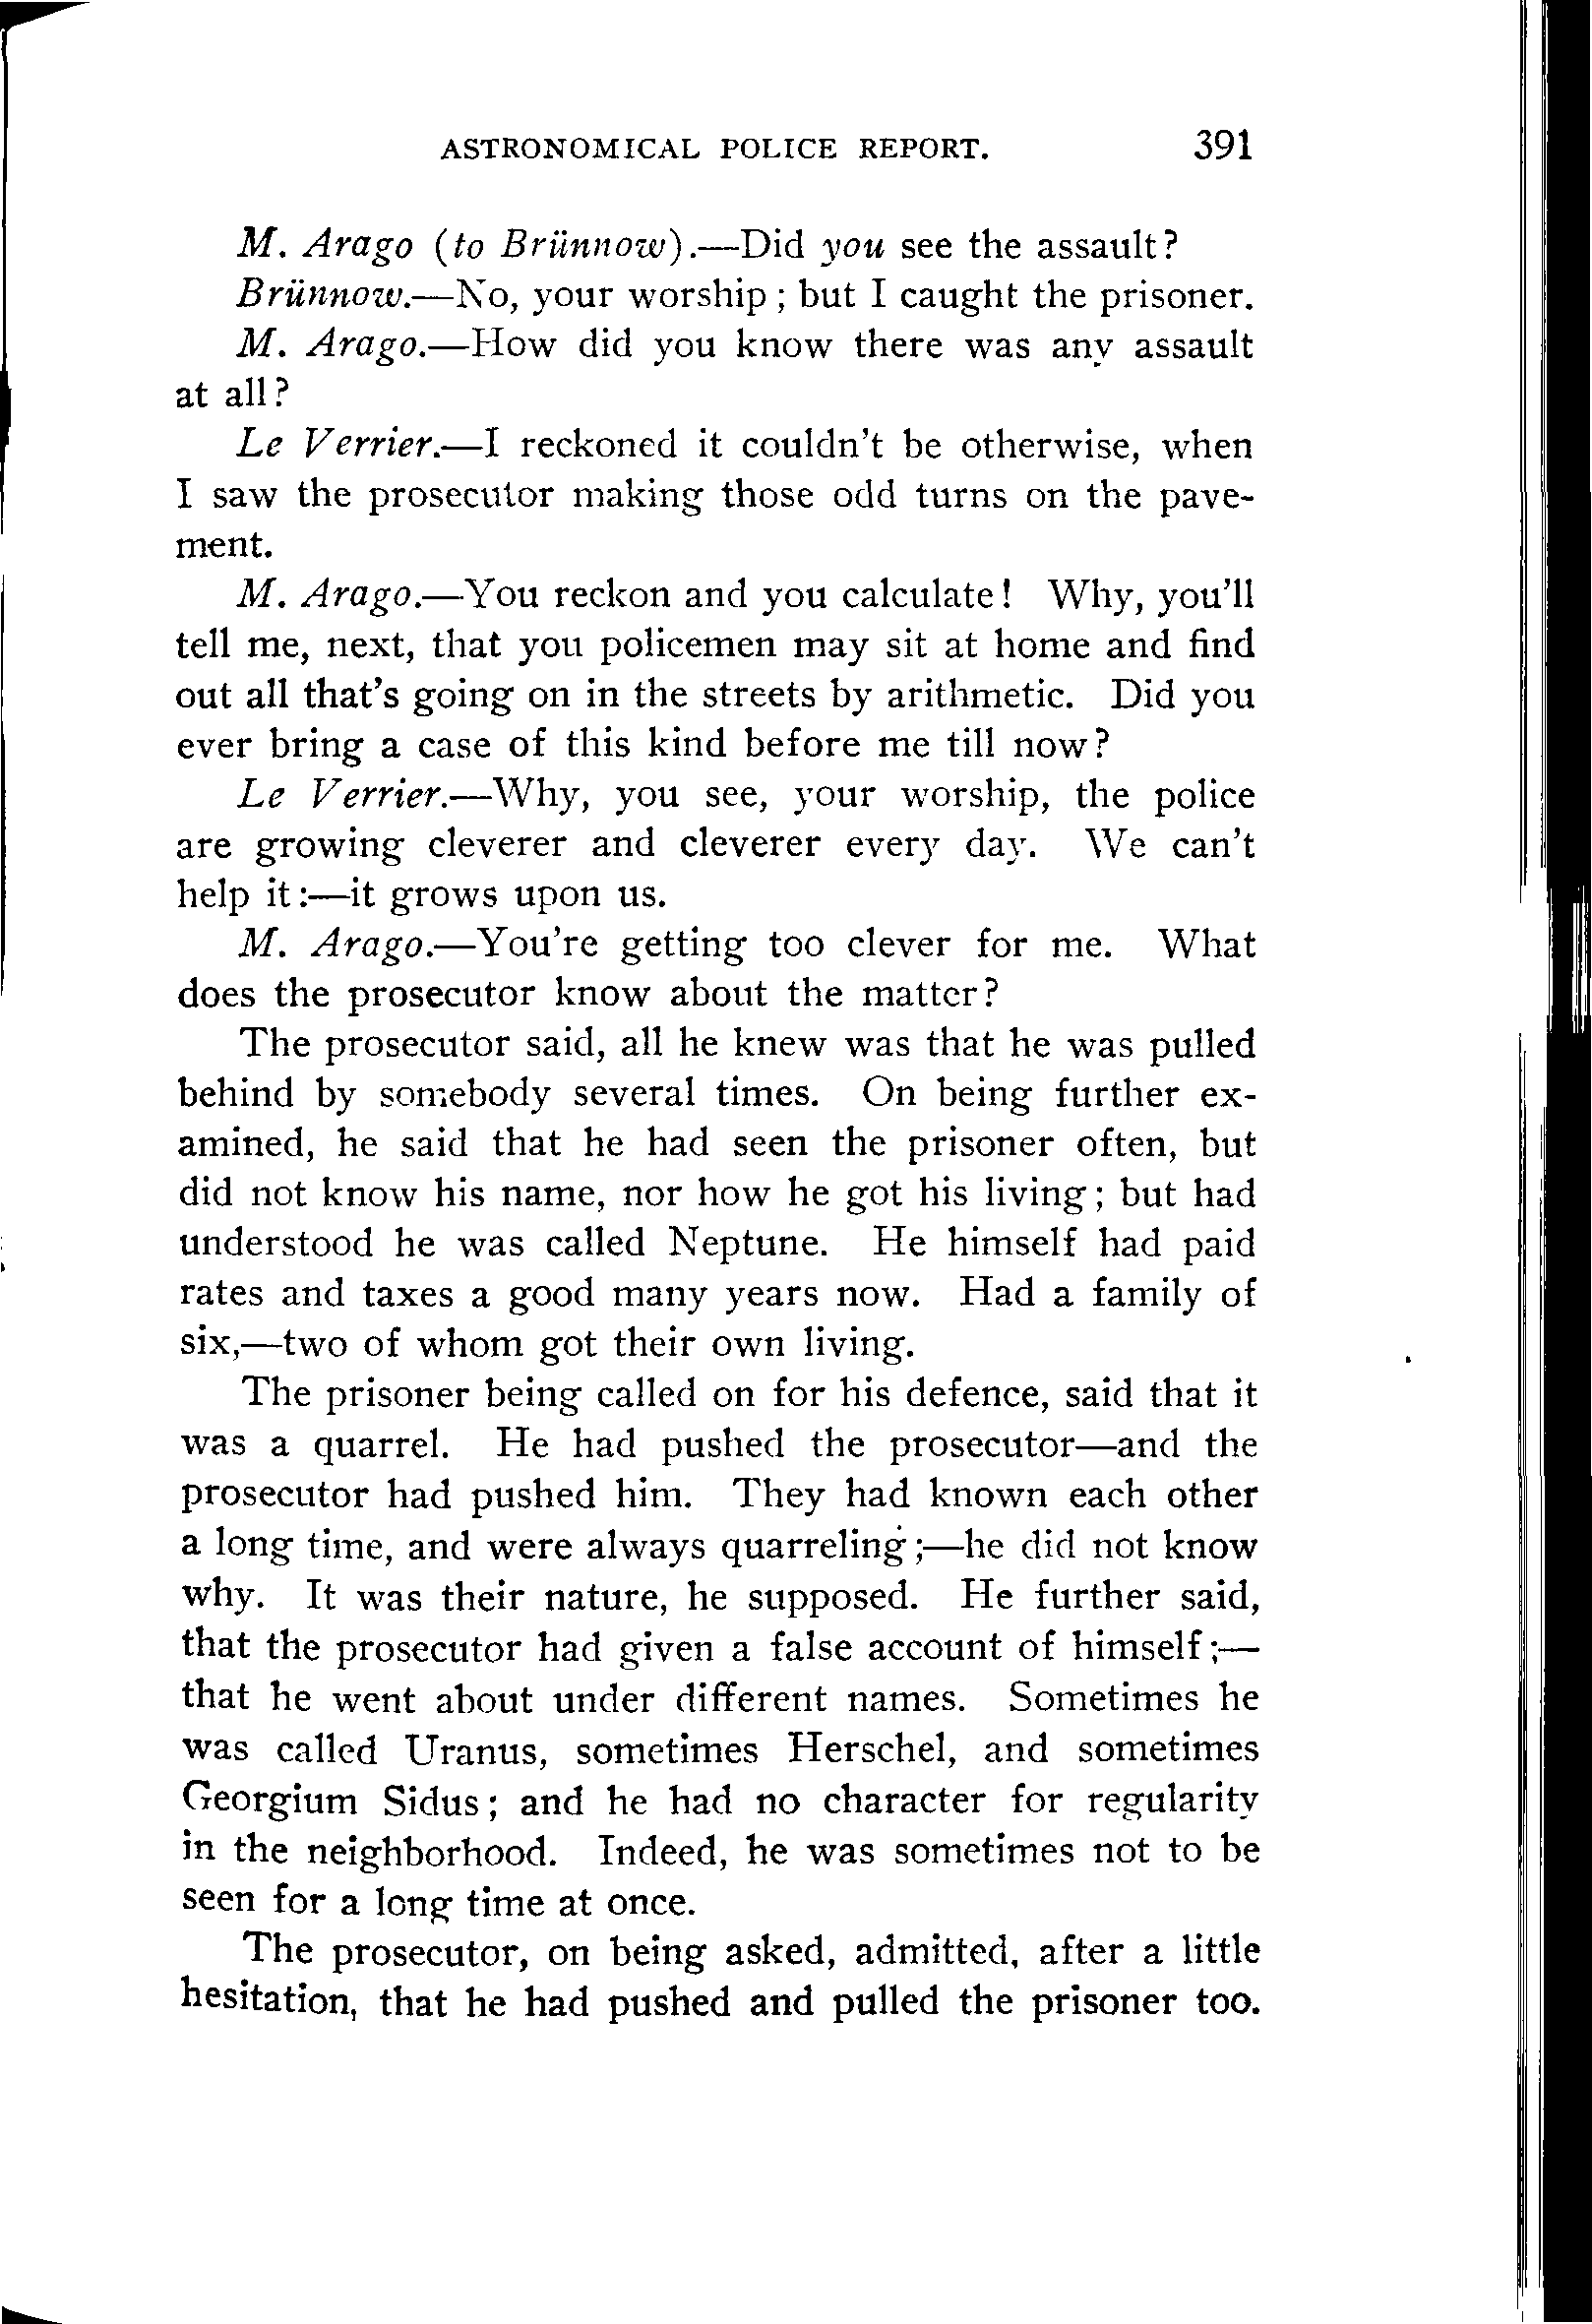 ASTRONOMICAL POLICE REPORT. 391
M. Arago (to Brünnow).—Did you see the assault?
Brünnow.—No, your worship; but I caught the prisoner.
M. Arago.—How did you know there was any assault
at all?
Le Verrier.—I reckoned it couldn't be otherwise, when
I saw the prosecutor making those odd turns on the pave-
ment.
M. Arago.—You reckon and you calculate! Why, you'll
tell me, next, that you policemen may sit at home and find
out all that's going on in the streets by arithmetic. Did you
ever bring a case of this kind before me till now?
Le Verrier.—Why, you see, your worship, the police
are growing cleverer and cleverer every day. We can't
help it:—it grows upon us.
M. Arago.—You're getting too clever for me. What
does the prosecutor know about the matter?
The prosecutor said, all he knew was that he was pulled
behind by somebody several times. On being further ex-
amined, he said that he had seen the prisoner often, but
did not know his name, nor how he got his living; but had
understood he was called Neptune. He himself had paid
rates and taxes a good many years now. Had a family of
six,—two of whom got their own living.
The prisoner being called on for his defence, said that it
was a quarrel. He had pushed the prosecutor—and the
prosecutor had pushed him. They had known each other
a long time, and were always quarreling;—he did not know
why. It was their nature, he supposed. He further said,
that the prosecutor had given a false account of himself;—
that he went about under different names. Sometimes he
was called Uranus, sometimes Herschel, and sometimes
Georgium Sidus; and he had no character for regularity
in the neighborhood. Indeed, he was sometimes not to be
seen for a long time at once.
The prosecutor, on being asked, admitted, after a little
hesitation, that he had pushed and pulled the prisoner too.